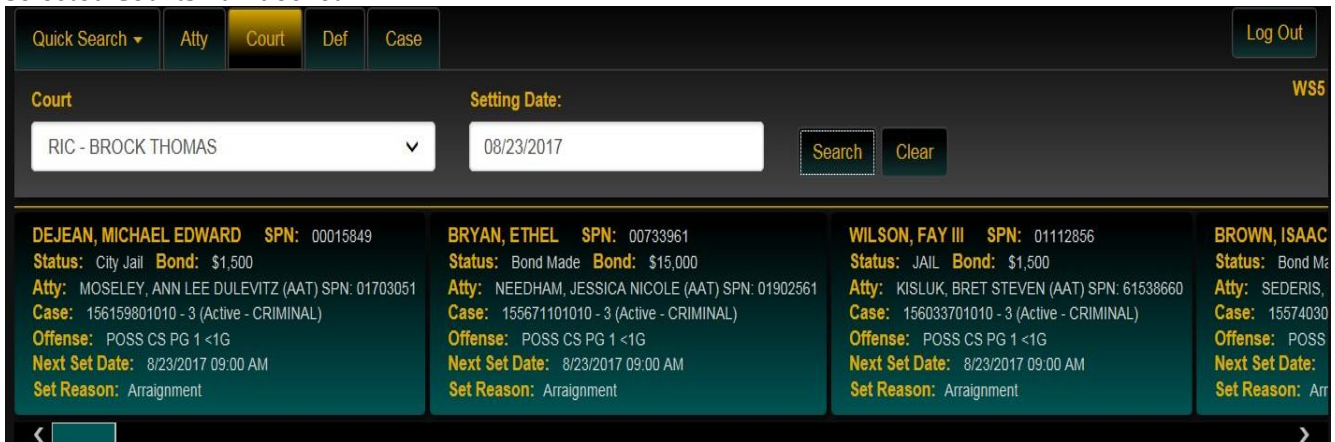 Quick Search Atty Court Def Case Log Out
Court Setting Date: WS5
RIC - BROCK THOMAS 08/23/2017 Search Clear
DEJEAN, MICHAEL EDWARD SPN: 00015849
Status: City Jail Bond: $1,500
Atty: MOSELEY, ANN LEE DULEVITZ (AAT) SPN: 01703051
Case: 156159801010 - 3 (Active - CRIMINAL)
Offense: POSS CS PG 1 <1G
Next Set Date: 8/23/2017 09:00 AM
Set Reason: Arraignment
BRYAN, ETHEL SPN: 00733961
Status: Bond Made Bond: $15,000
Atty: NEEDHAM, JESSICA NICOLE (AAT) SPN: 01902561
Case: 155671101010 - 3 (Active - CRIMINAL)
Offense: POSS CS PG 1 <1G
Next Set Date: 8/23/2017 09:00 AM
Set Reason: Arraignment
WILSON, FAY III SPN: 01112856
Status: JAIL Bond: $1,500
Atty: KISLUK, BRET STEVEN (AAT) SPN: 61538660
Case: 156033701010 - 3 (Active - CRIMINAL)
Offense: POSS CS PG 1 <1G
Next Set Date: 8/23/2017 09:00 AM
Set Reason: Arraignment
BROWN, ISAAC
Status: Bond
Atty: SEDERIS,
Case: 15574030
Offense: POSS
Next Set Date:
Set Reason: